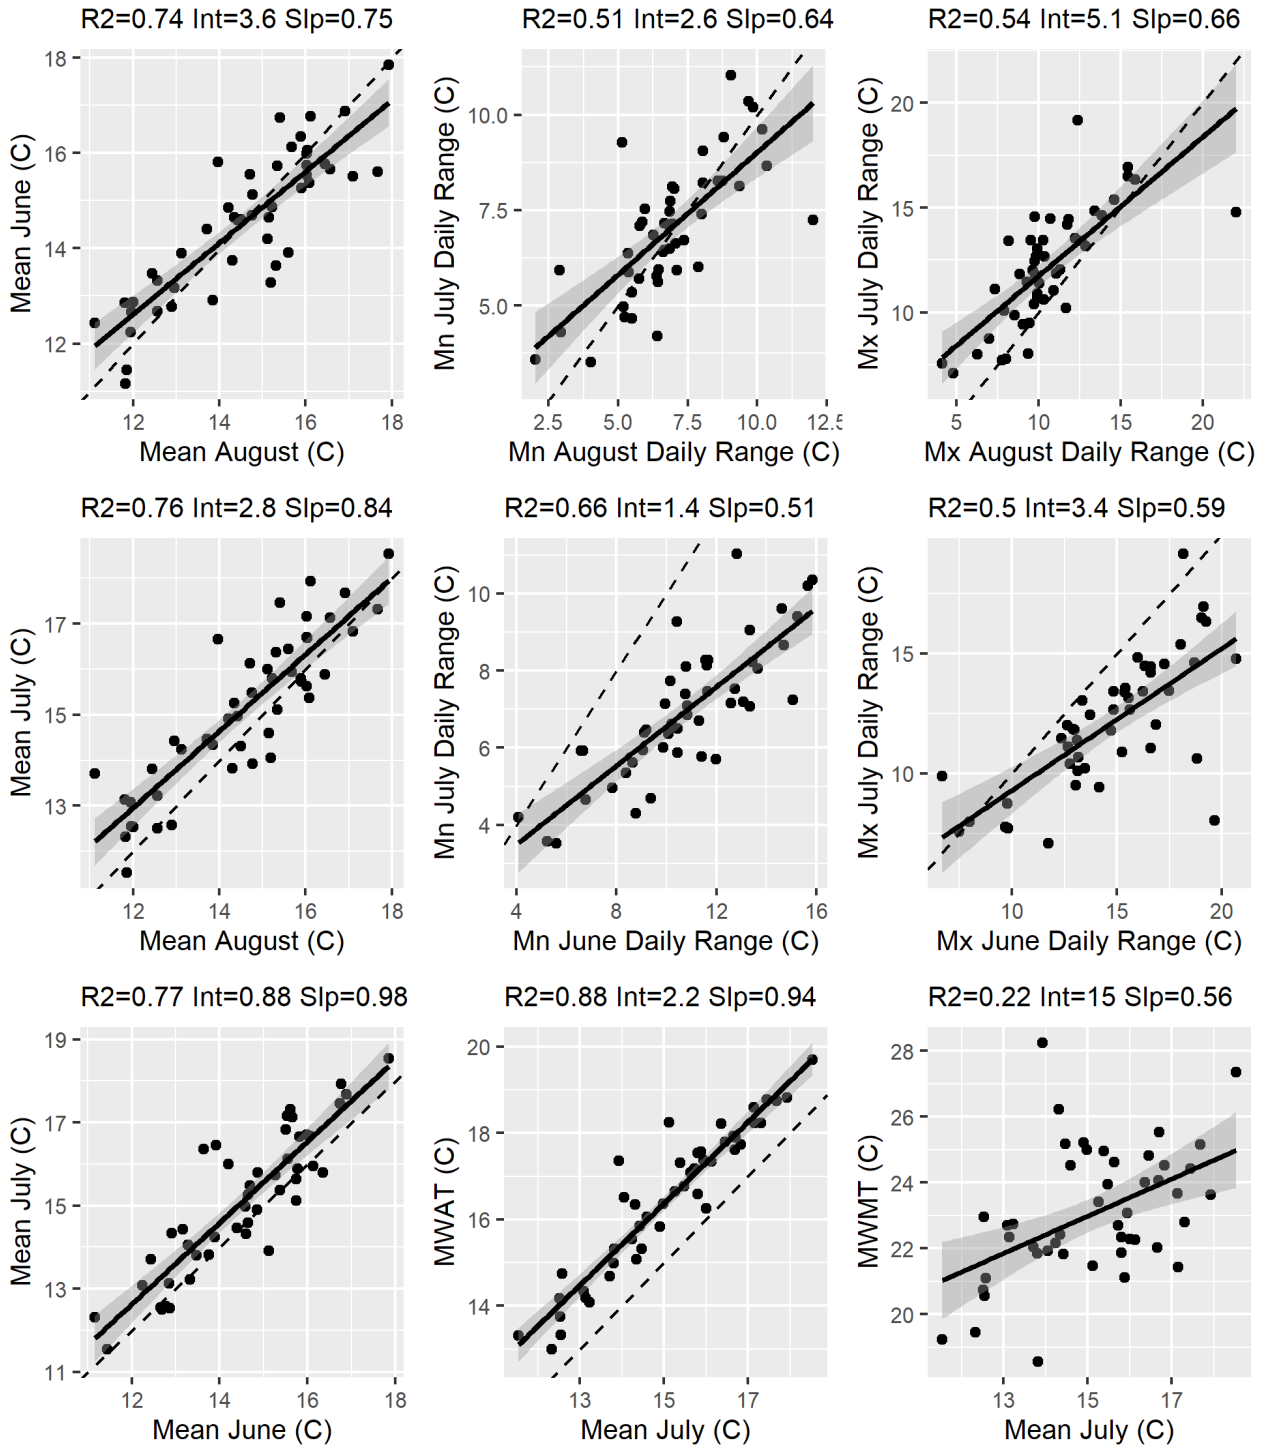 R2=0.74 Int=3.6 Slp=0.75
18
16
14
12
Mean June (C)
12 14 16 18
Mean August (C)
R2=0.51 Int=2.6 Slp=0.64
10.0
7.5
5.0
Mn July Daily Range (C)
2.5 5.0 7.5 10.0 12.5
Mn August Daily Range (C)
R2=0.54 Int=5.1 Slp=0.66
20
15
10
Mx July Daily Range (C)
5 10 15 20
Mx August Daily Range (C)
R2=0.76 Int=2.8 Slp=0.84
17
15
13
Mean July (C)
12 14 16 18
Mean August (C)
R2=0.66 Int=1.4 Slp=0.51
10
8
6
4
Mn July Daily Range (C)
4 8 12 16
Mn June Daily Range (C)
R2=0.5 Int=3.4 Slp=0.59
15
10
Mx July Daily Range (C)
10 15 20
Mx June Daily Range (C)
R2=0.77 Int=0.88 Slp=0.98
19
17
15
13
11
Mean July (C)
12 14 16 18
Mean June (C)
R2=0.88 Int=2.2 Slp=0.94
20
18
16
14
MWAT (C)
13 15 17
Mean July (C)
R2=0.22 Int=15 Slp=0.56
28
26
24
22
20
MWMT (C)
13 15 17
Mean July (C)